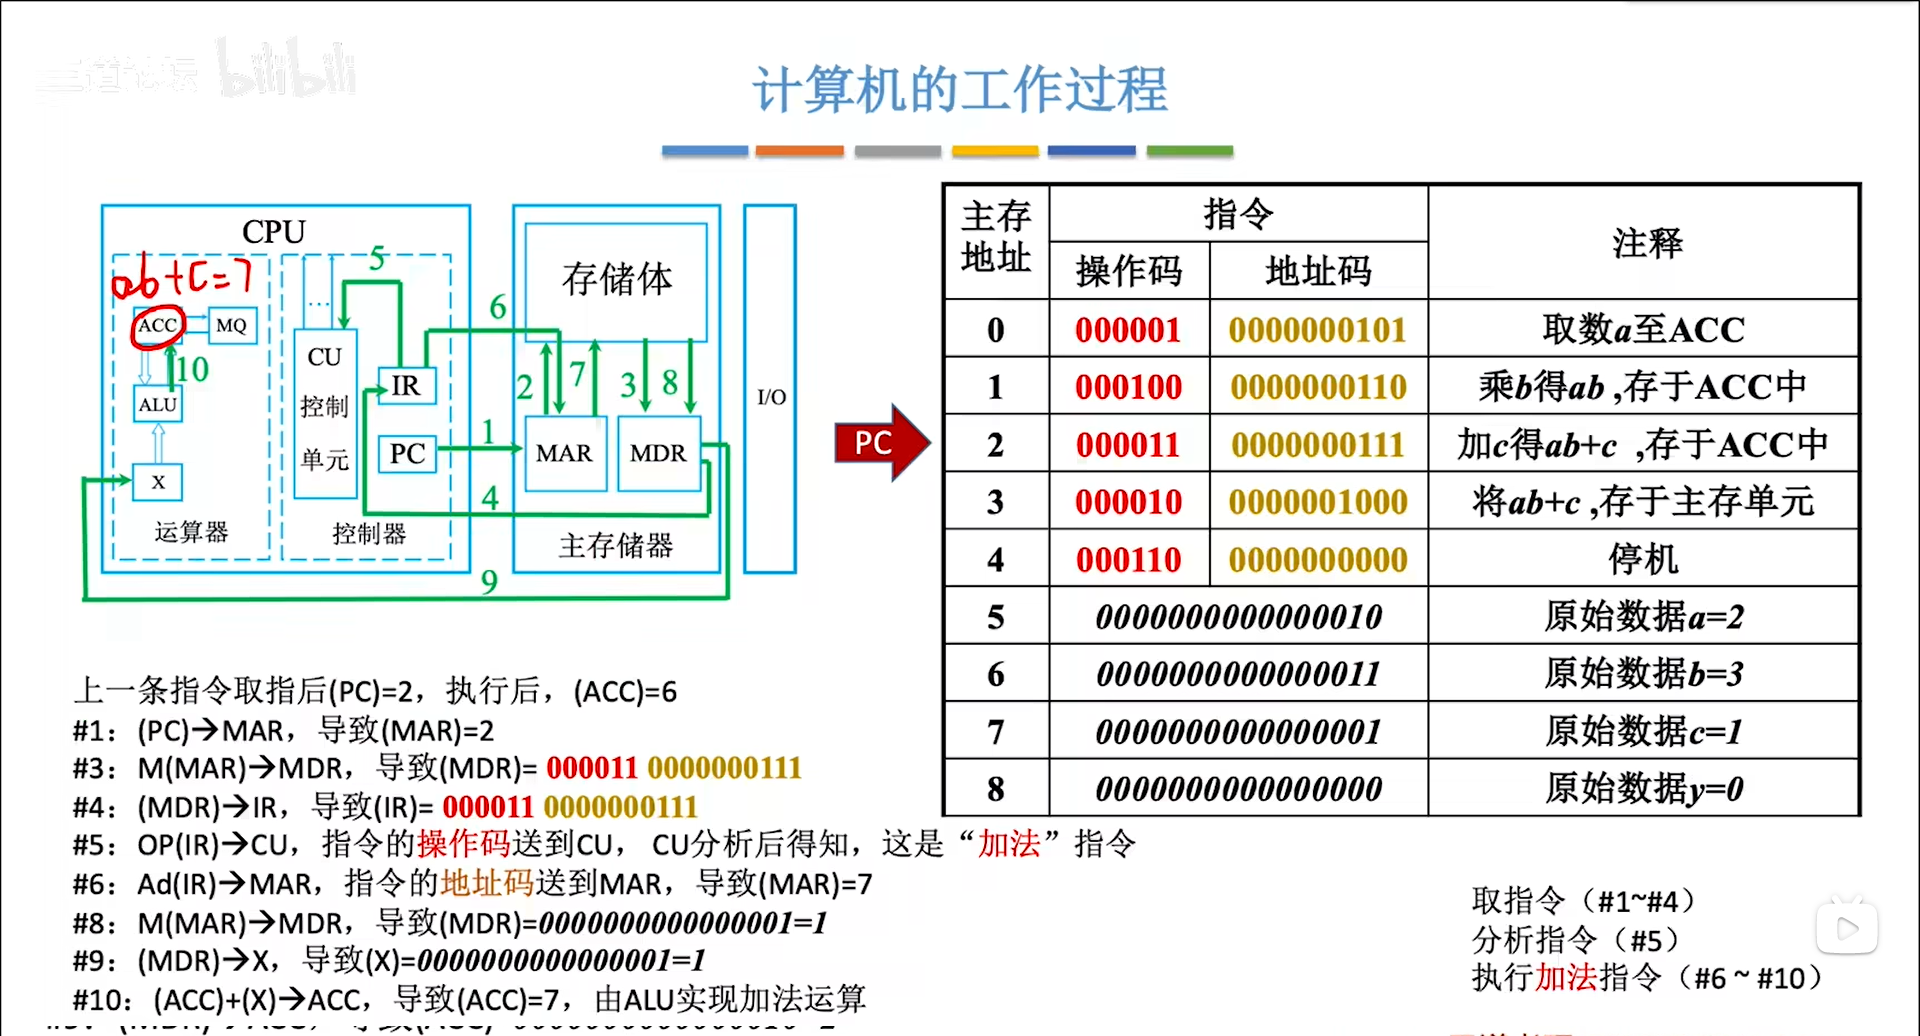 bilibili
计算机的工作过程
CPU
ab+c=7
ACC
MQ
10
ALU
X
运算器
5
...
CU
控制
单元
IR
PC
控制器
6
1
4
9
存储体
2
7
3
8
MAR
MDR
主存储器
I/O
PC
主存地址 指令 注释
操作码 地址码
0 000001 0000000101 取数a至ACC
1 000100 0000000110 乘b得ab ,存于ACC中
2 000011 0000000111 加c得ab+c ,存于ACC中
3 000010 0000001000 将ab+c ,存于主存单元
4 000110 0000000000 停机
5 0000000000000010 原始数据a=2
6 0000000000000011 原始数据b=3
7 0000000000000001 原始数据c=1
8 0000000000000000 原始数据y=0
上一条指令取指后(PC)=2，执行后，(ACC)=6
#1：(PC)→MAR，导致(MAR)=2
#3：M(MAR)→MDR，导致(MDR)= 000011 0000000111
#4：(MDR)→IR，导致(IR)= 000011 0000000111
#5：OP(IR)→CU，指令的操作码送到CU， CU分析后得知，这是“加法”指令
#6：Ad(IR)→MAR，指令的地址码送到MAR，导致(MAR)=7
#8：M(MAR)→MDR，导致(MDR)=0000000000000001=1
#9：(MDR)→X，导致(X)=0000000000000001=1
#10：(ACC)+(X)→ACC，导致(ACC)=7，由ALU实现加法运算
取指令（#1~#4）
分析指令（#5）
执行加法指令（#6 ~ #10）